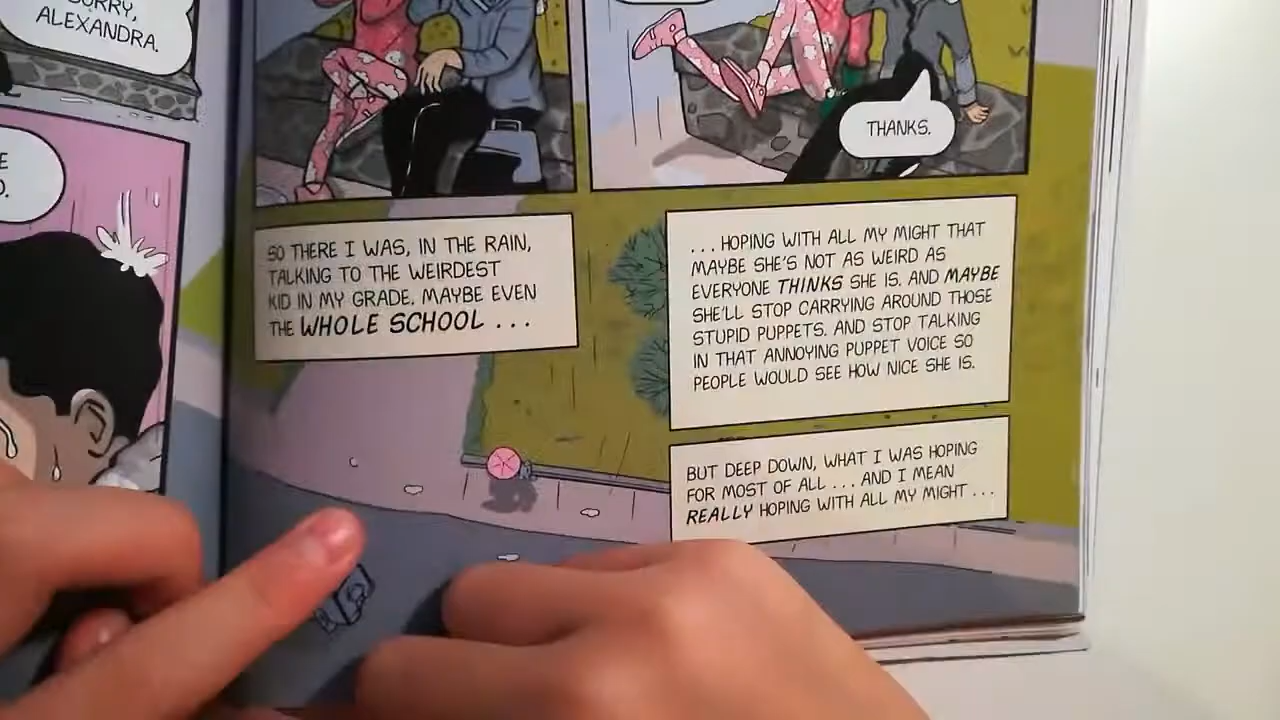 SORRY,
ALEXANDRA.
THANKS.
SO THERE I WAS, IN THE RAIN,
TALKING TO THE WEIRDEST
KID IN MY GRADE. MAYBE EVEN
THE WHOLE SCHOOL . . .
. . . HOPING WITH ALL MY MIGHT THAT
MAYBE SHE'S NOT AS WEIRD AS
EVERYONE THINKS SHE IS. AND MAYBE
SHE'LL STOP CARRYING AROUND THOSE
STUPID PUPPETS. AND STOP TALKING
IN THAT ANNOYING PUPPET VOICE SO
PEOPLE WOULD SEE HOW NICE SHE IS.
BUT DEEP DOWN, WHAT I WAS HOPING
FOR MOST OF ALL . . . AND I MEAN
REALLY HOPING WITH ALL MY MIGHT . . .